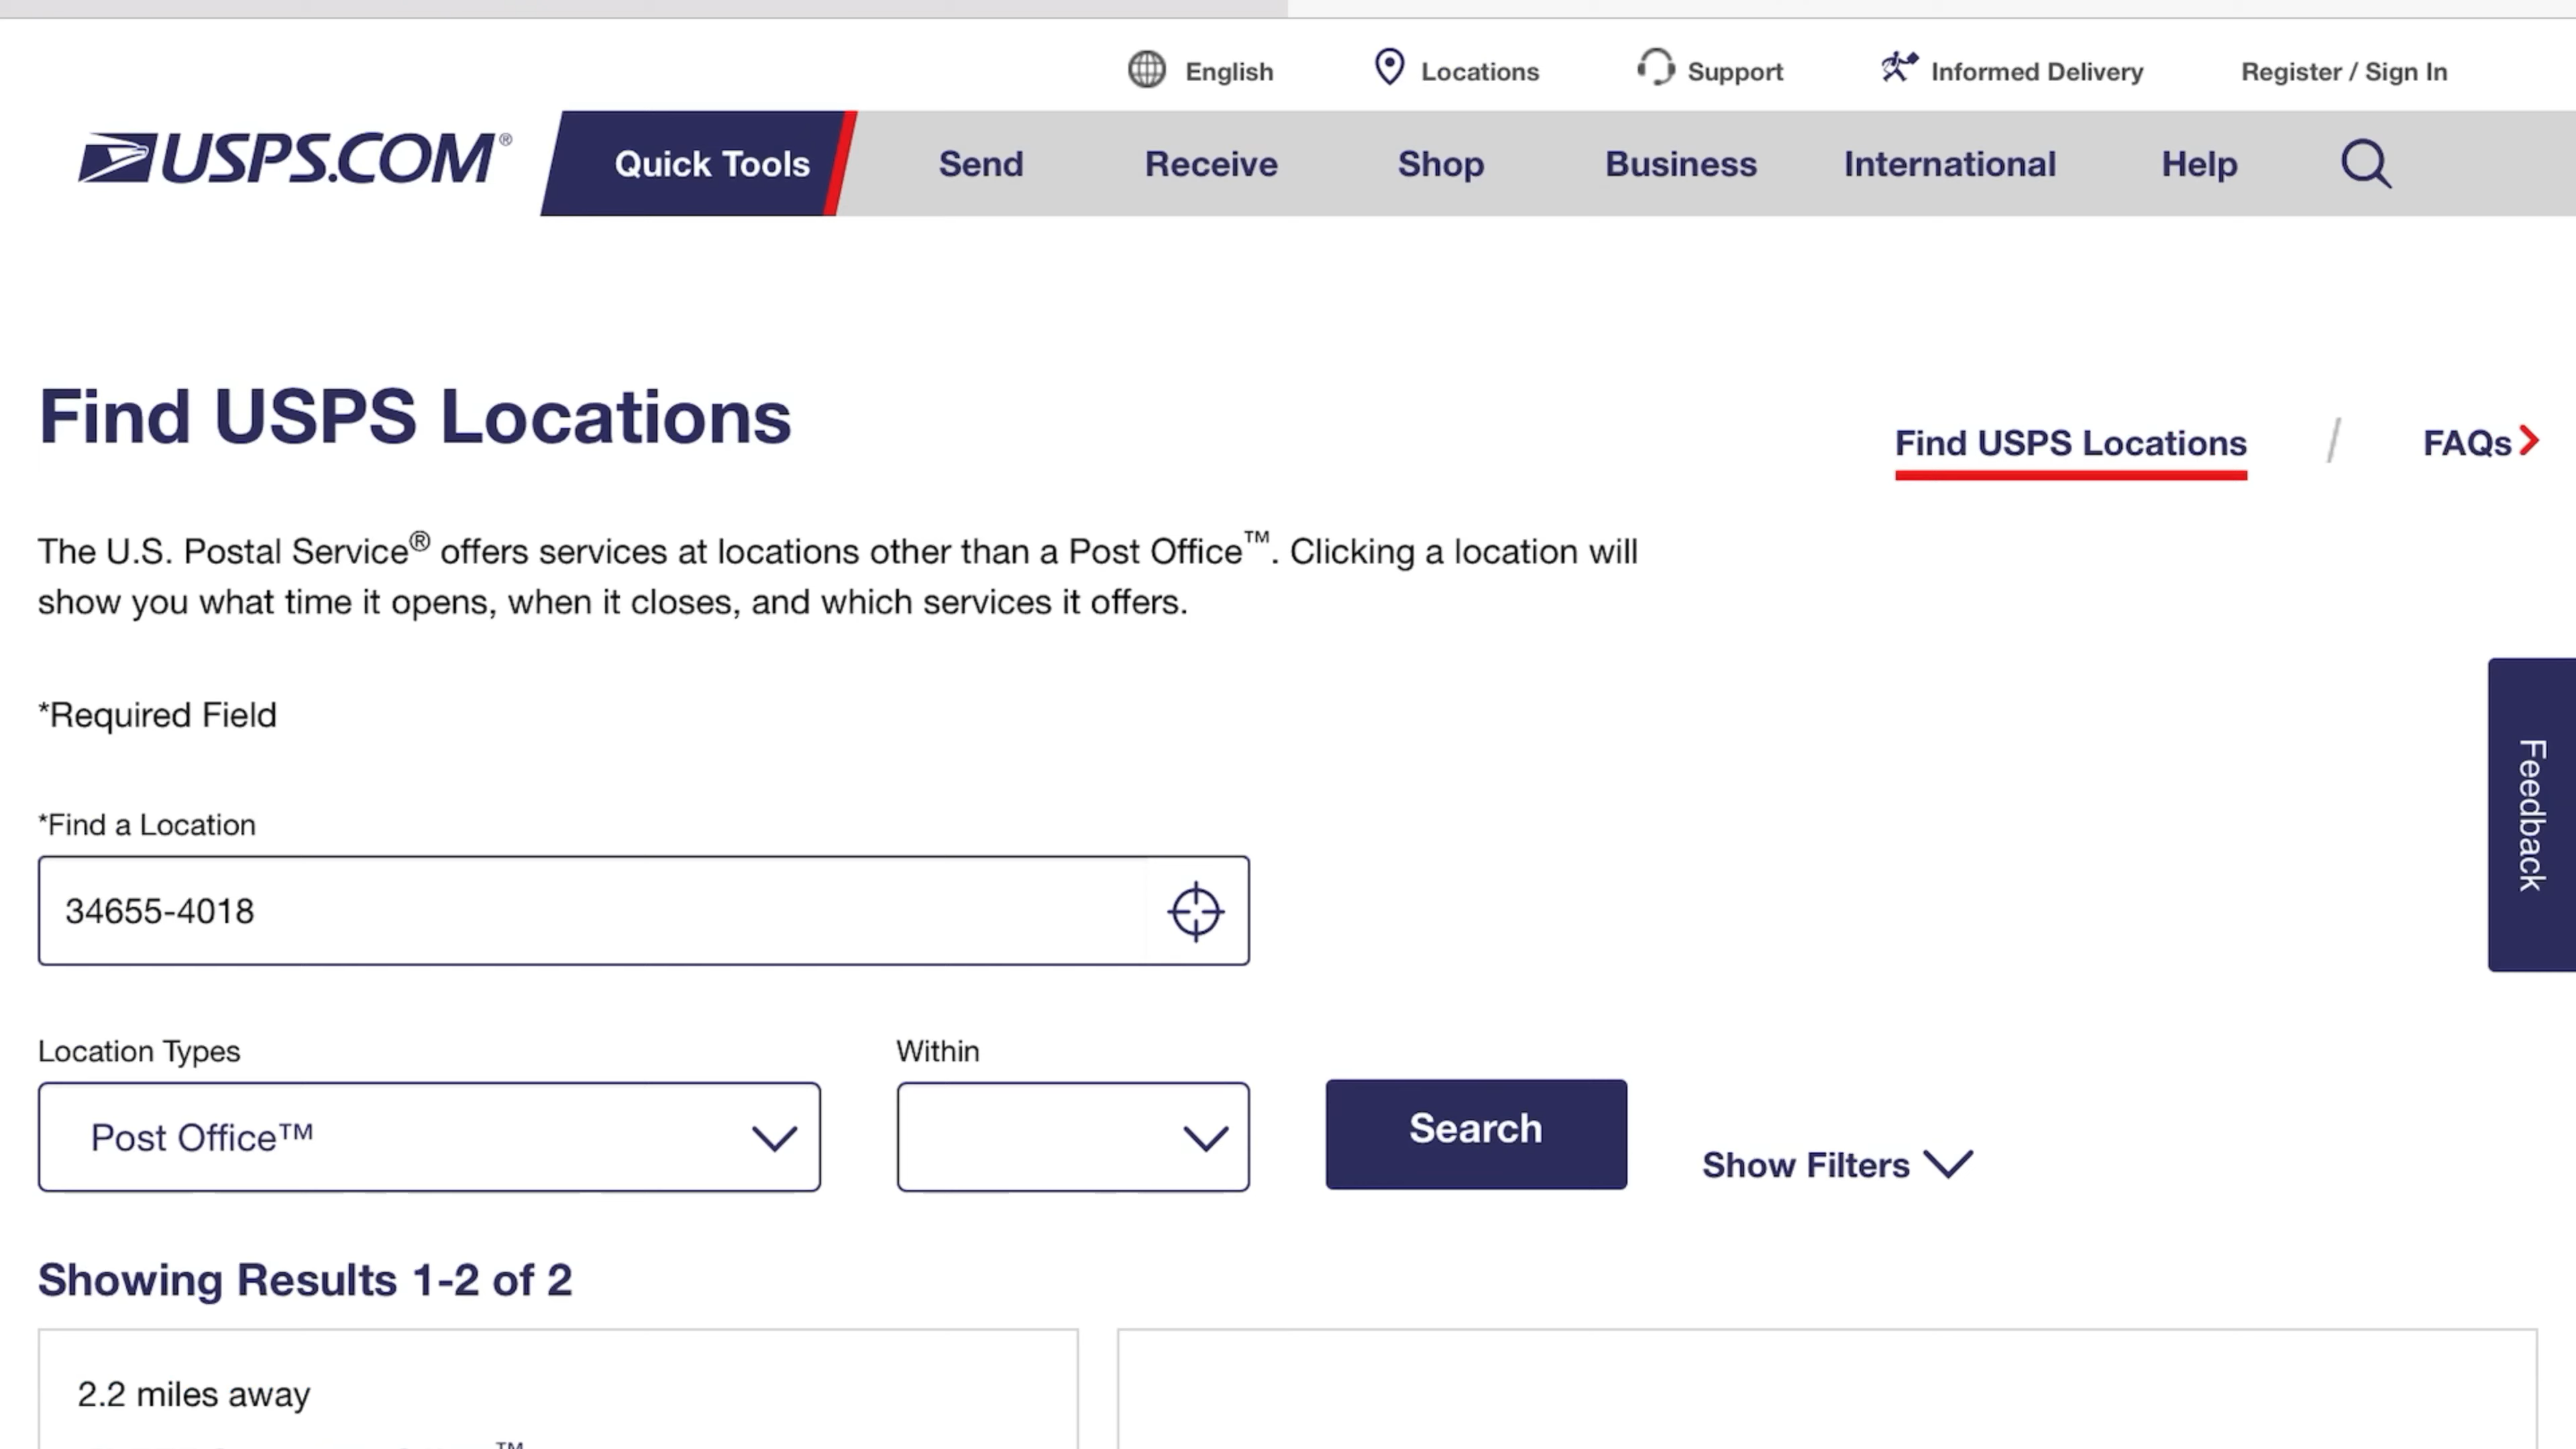 English
Locations
Support
Informed Delivery
Register / Sign In
USPS.COM®
Quick Tools
Send
Receive
Shop
Business
International
Help
Find USPS Locations
Find USPS Locations
/
FAQs
The U.S. Postal Service® offers services at locations other than a Post Office™. Clicking a location will
show you what time it opens, when it closes, and which services it offers.
*Required Field
Feedback
*Find a Location
34655-4018
Location Types
Within
Post Office™
Search
Show Filters
Showing Results 1-2 of 2
2.2 miles away